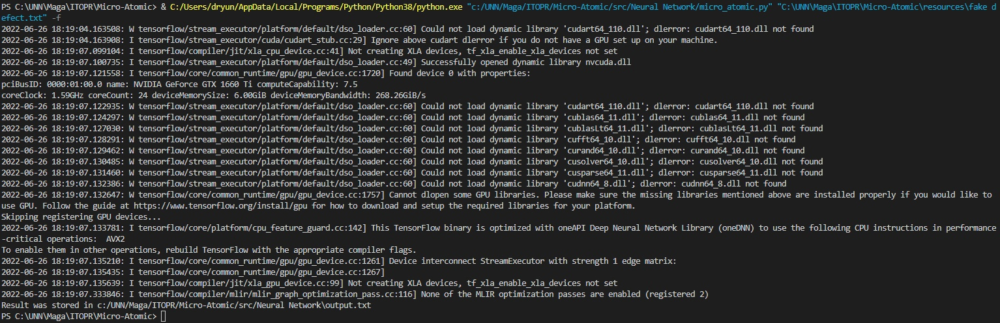 PS C:\UNN\Maga\ITOPR\Micro-Atomic> & C:/Users/dryun/AppData/Local/Programs/Python/Python38/python.exe "c:/UNN/Maga/ITOPR/Micro-Atomic/src/Neural Network/micro_atomic.py" "C:\UNN\Maga\ITOPR\Micro-Atomic\resources\fake d
efect.txt" -f
2022-06-26 18:19:04.163508: W tensorflow/stream_executor/platform/default/dso_loader.cc:60] Could not load dynamic library 'cudart64_110.dll'; dlerror: cudart64_110.dll not found
2022-06-26 18:19:04.163908: I tensorflow/stream_executor/cuda/cudart_stub.cc:29] Ignore above cudart dlerror if you do not have a GPU set up on your machine.
2022-06-26 18:19:07.099104: I tensorflow/compiler/jit/xla_cpu_device.cc:41] Not creating XLA devices, tf_xla_enable_xla_devices not set
2022-06-26 18:19:07.100735: I tensorflow/stream_executor/platform/default/dso_loader.cc:49] Successfully opened dynamic library nvcuda.dll
2022-06-26 18:19:07.121558: I tensorflow/core/common_runtime/gpu/gpu_device.cc:1720] Found device 0 with properties:
pciBusID: 0000:01:00.0 name: NVIDIA GeForce GTX 1660 Ti computeCapability: 7.5
coreClock: 1.59GHz coreCount: 24 deviceMemorySize: 6.00GiB deviceMemoryBandwidth: 268.26GiB/s
2022-06-26 18:19:07.122935: W tensorflow/stream_executor/platform/default/dso_loader.cc:60] Could not load dynamic library 'cudart64_110.dll'; dlerror: cudart64_110.dll not found
2022-06-26 18:19:07.124297: W tensorflow/stream_executor/platform/default/dso_loader.cc:60] Could not load dynamic library 'cublas64_11.dll'; dlerror: cublas64_11.dll not found
2022-06-26 18:19:07.127030: W tensorflow/stream_executor/platform/default/dso_loader.cc:60] Could not load dynamic library 'cublasLt64_11.dll'; dlerror: cublasLt64_11.dll not found
2022-06-26 18:19:07.128291: W tensorflow/stream_executor/platform/default/dso_loader.cc:60] Could not load dynamic library 'cufft64_10.dll'; dlerror: cufft64_10.dll not found
2022-06-26 18:19:07.129462: W tensorflow/stream_executor/platform/default/dso_loader.cc:60] Could not load dynamic library 'curand64_10.dll'; dlerror: curand64_10.dll not found
2022-06-26 18:19:07.130485: W tensorflow/stream_executor/platform/default/dso_loader.cc:60] Could not load dynamic library 'cusolver64_10.dll'; dlerror: cusolver64_10.dll not found
2022-06-26 18:19:07.131460: W tensorflow/stream_executor/platform/default/dso_loader.cc:60] Could not load dynamic library 'cusparse64_11.dll'; dlerror: cusparse64_11.dll not found
2022-06-26 18:19:07.132386: W tensorflow/stream_executor/platform/default/dso_loader.cc:60] Could not load dynamic library 'cudnn64_8.dll'; dlerror: cudnn64_8.dll not found
2022-06-26 18:19:07.132647: W tensorflow/core/common_runtime/gpu/gpu_device.cc:1757] Cannot dlopen some GPU libraries. Please make sure the missing libraries mentioned above are installed properly if you would like to
use GPU. Follow the guide at https://www.tensorflow.org/install/gpu for how to download and setup the required libraries for your platform.
Skipping registering GPU devices...
2022-06-26 18:19:07.133781: I tensorflow/core/platform/cpu_feature_guard.cc:142] This TensorFlow binary is optimized with oneAPI Deep Neural Network Library (oneDNN) to use the following CPU instructions in performance
-critical operations:  AVX2
To enable them in other operations, rebuild TensorFlow with the appropriate compiler flags.
2022-06-26 18:19:07.135210: I tensorflow/core/common_runtime/gpu/gpu_device.cc:1261] Device interconnect StreamExecutor with strength 1 edge matrix:
2022-06-26 18:19:07.135435: I tensorflow/core/common_runtime/gpu/gpu_device.cc:1267]
2022-06-26 18:19:07.135639: I tensorflow/compiler/jit/xla_gpu_device.cc:99] Not creating XLA devices, tf_xla_enable_xla_devices not set
2022-06-26 18:19:07.333846: I tensorflow/compiler/mlir/mlir_graph_optimization_pass.cc:116] None of the MLIR optimization passes are enabled (registered 2)
Result was stored in c:/UNN/Maga/ITOPR/Micro-Atomic/src/Neural Network\output.txt
PS C:\UNN\Maga\ITOPR\Micro-Atomic>